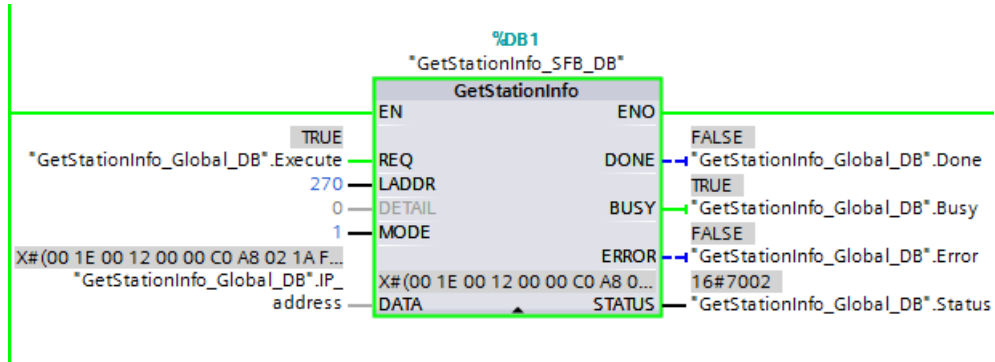 %DB1
"GetStationInfo_SFB_DB"
GetStationInfo
EN ENO
TRUE FALSE
"GetStationInfo_Global_DB".Execute REQ DONE "GetStationInfo_Global_DB".Done
270 LADDR TRUE
0 DETAIL BUSY "GetStationInfo_Global_DB".Busy
1 MODE FALSE
X#(00 1E 00 12 00 00 C0 A8 02 1A F... ERROR "GetStationInfo_Global_DB".Error
"GetStationInfo_Global_DB".IP_ X#(00 1E 00 12 00 00 C0 A8 0... 16#7002
address DATA STATUS "GetStationInfo_Global_DB".Status